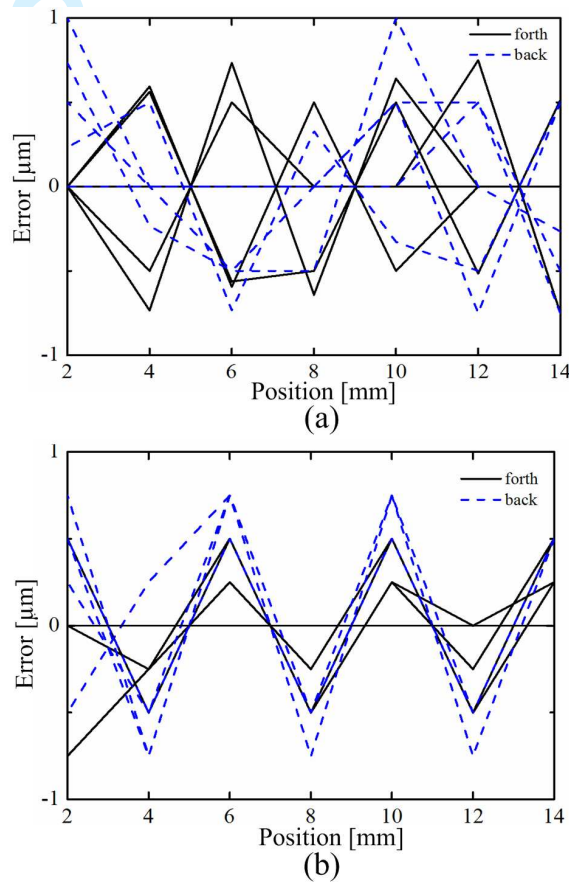 1
forth
back
Error [μm]
0
-1
2 4 6 8 10 12 14
Position [mm]
(a)
1
forth
back
Error [μm]
0
-1
2 4 6 8 10 12 14
Position [mm]
(b)